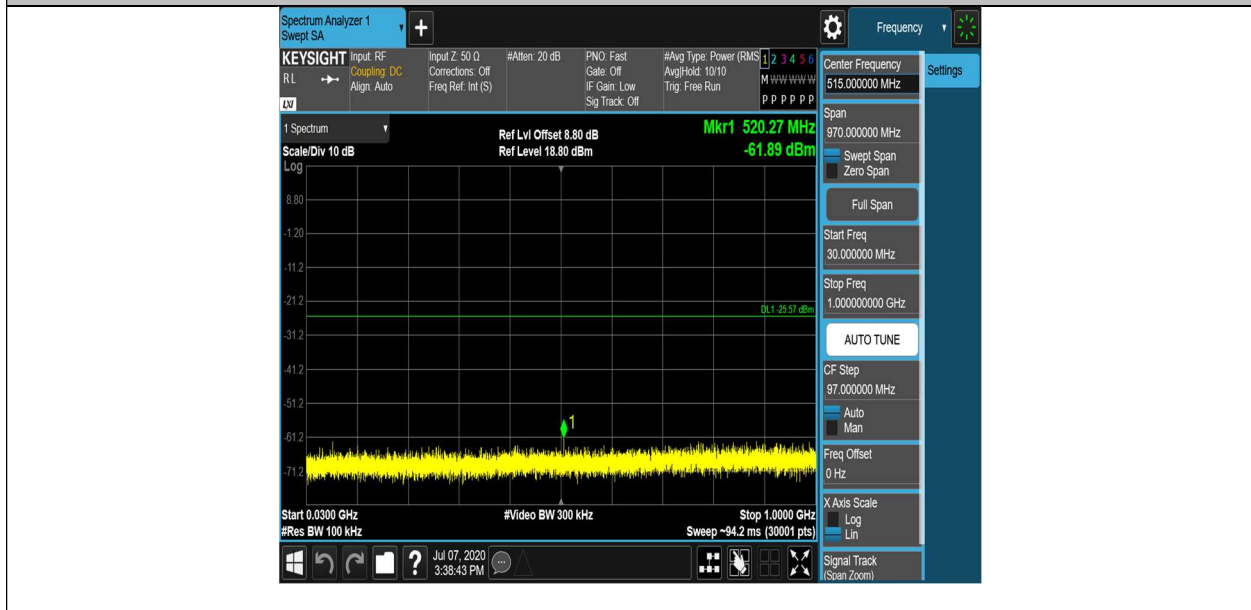 Spectrum Analyzer 1
Swept SA
Frequency
KEYSIGHT
Input: RF
Input Z: 50 Ω
#Atten: 20 dB
PNO: Fast
#Avg Type: Power (RMS
1 2 3 4 5 6
RL
Coupling: DC
Corrections: Off
Gate: Off
Avg|Hold: 10/10
M W W W W W
Align: Auto
Freq Ref: Int (S)
IF Gain: Low
Trig: Free Run
LXI
Sig Track: Off
P P P P P P
1 Spectrum
Ref Lvl Offset 8.80 dB
Mkr1 520.27 MHz
Scale/Div 10 dB
Ref Level 18.80 dBm
-61.89 dBm
Log
8.80
-1.20
-11.2
-21.2
DL1 -25.57 dBm
-31.2
-41.2
-51.2
1
-61.2
-71.2
Start 0.0300 GHz
#Video BW 300 kHz
Stop 1.0000 GHz
#Res BW 100 kHz
Sweep ~94.2 ms (30001 pts)
?
Jul 07, 2020
3:38:43 PM
Center Frequency
515.000000 MHz
Settings
Span
970.000000 MHz
Swept Span
Zero Span
Full Span
Start Freq
30.000000 MHz
Stop Freq
1.000000000 GHz
AUTO TUNE
CF Step
97.000000 MHz
Auto
Man
Freq Offset
0 Hz
X Axis Scale
Log
Lin
Signal Track
(Span Zoom)